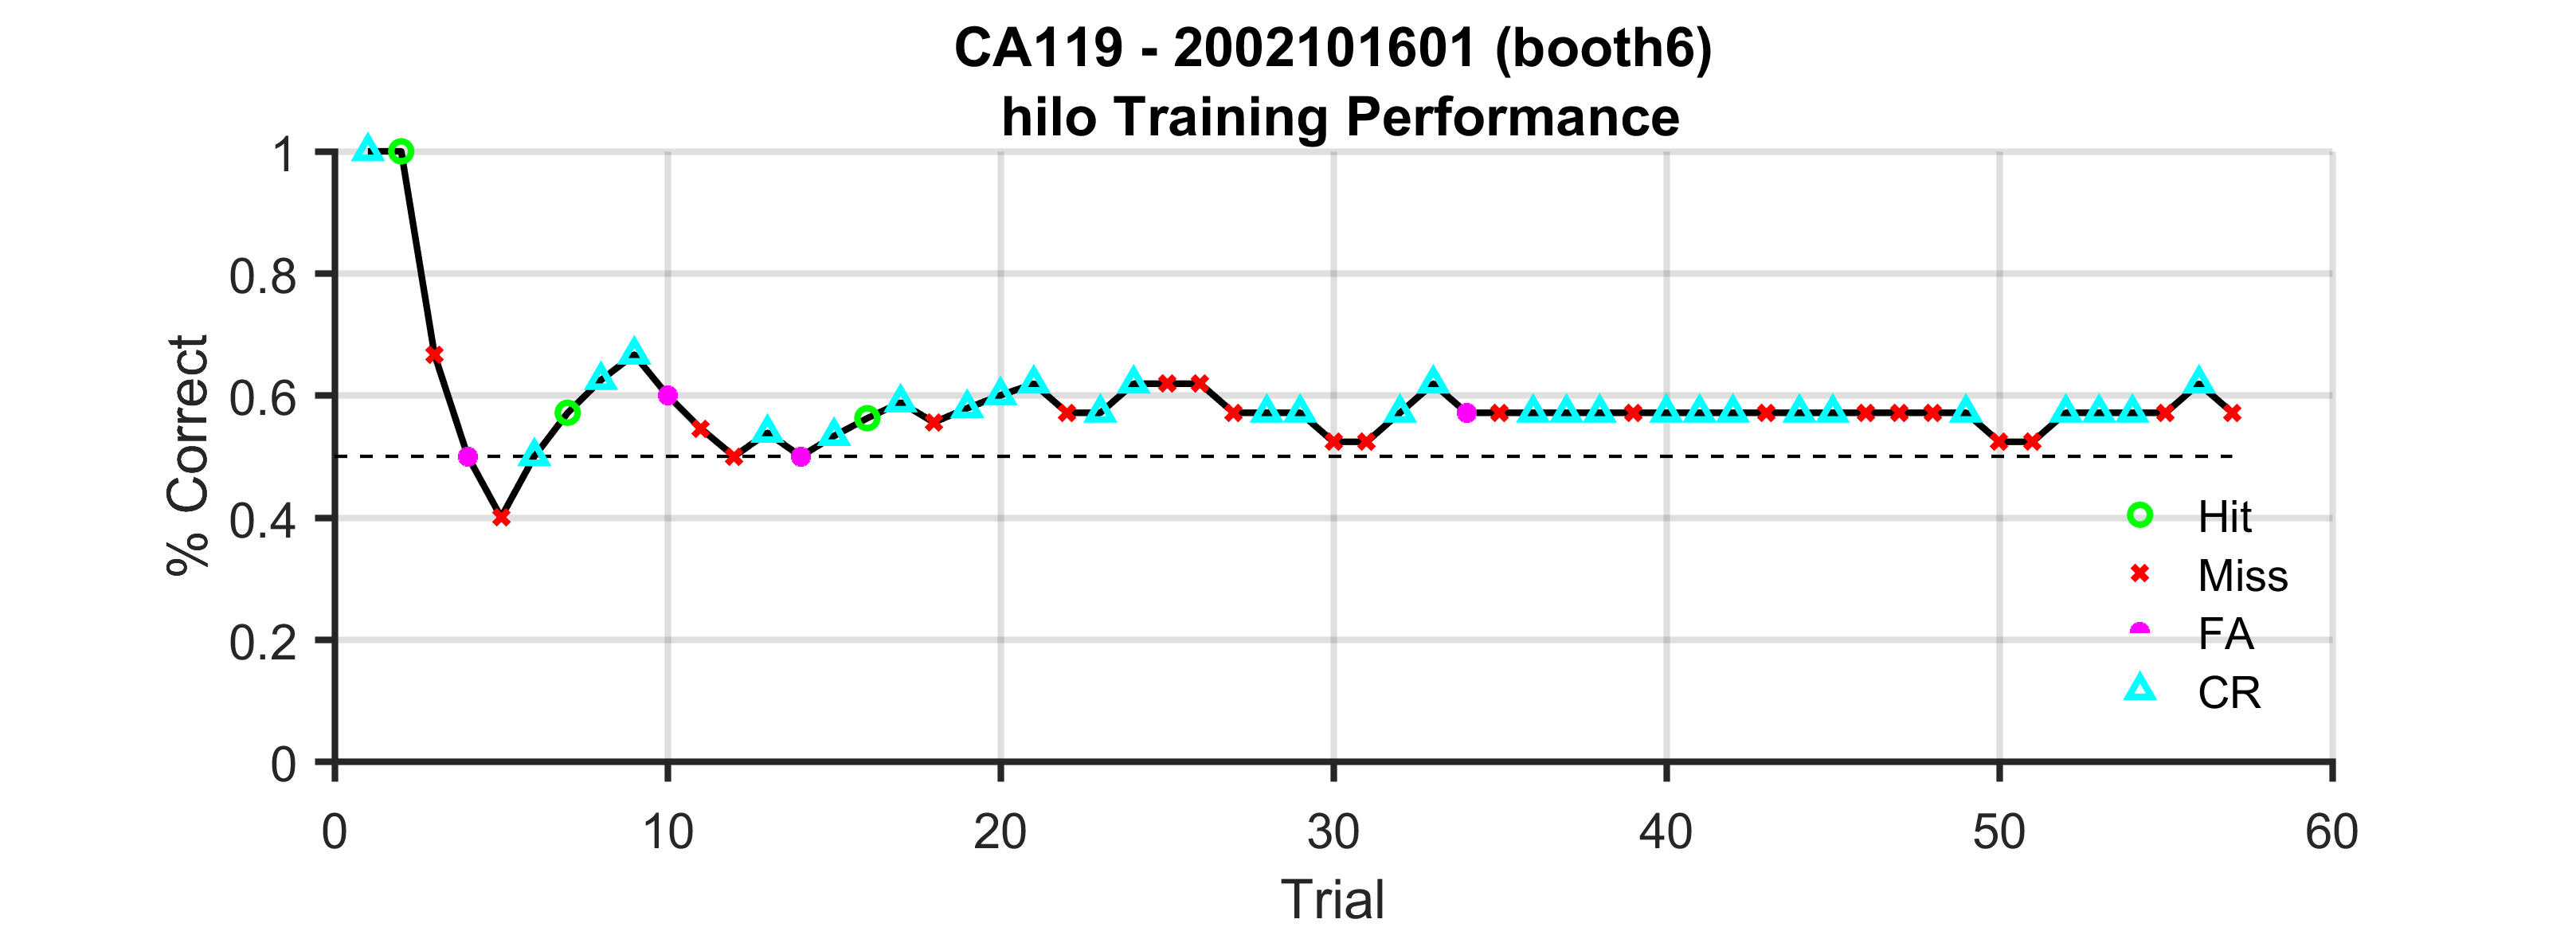 CA119 - 2002101601 (booth6)
hilo Training Performance
1
0.8
0.6
0.4
0.2
0
% Correct
Hit
Miss
FA
CR
0 10 20 30 40 50 60
Trial